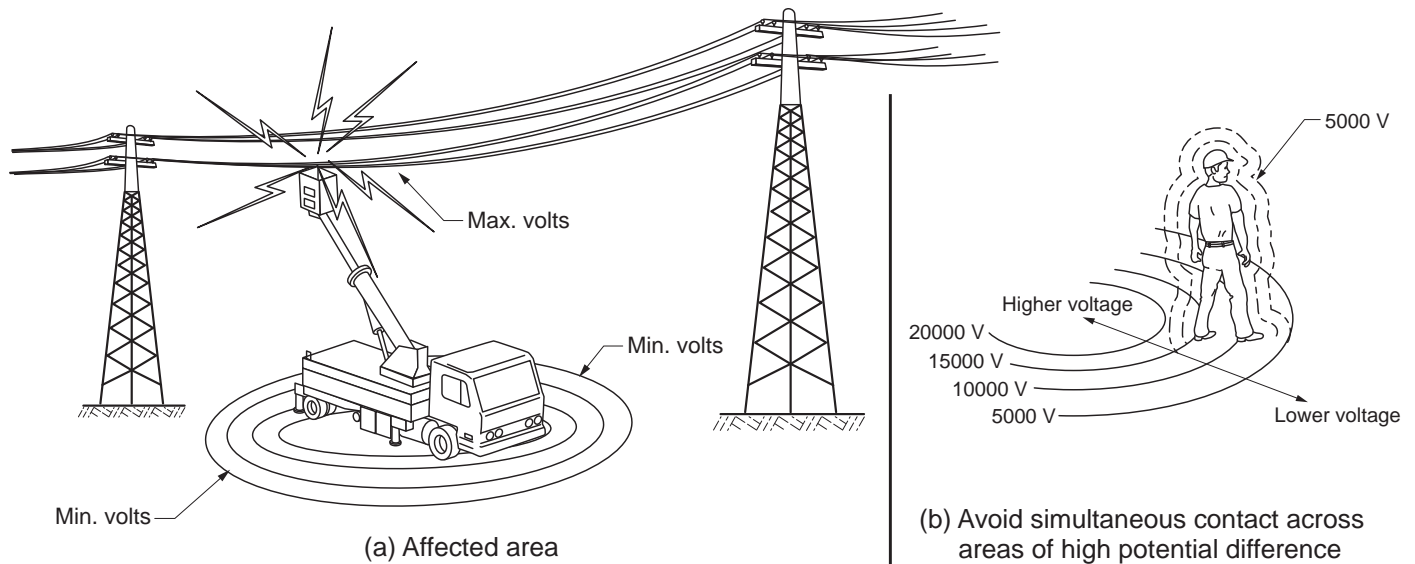 Max. volts
Min. volts
Min. volts
(a) Affected area
5000 V
Higher voltage
20000 V
15000 V
10000 V
5000 V
Lower voltage
(b) Avoid simultaneous contact across
areas of high potential difference